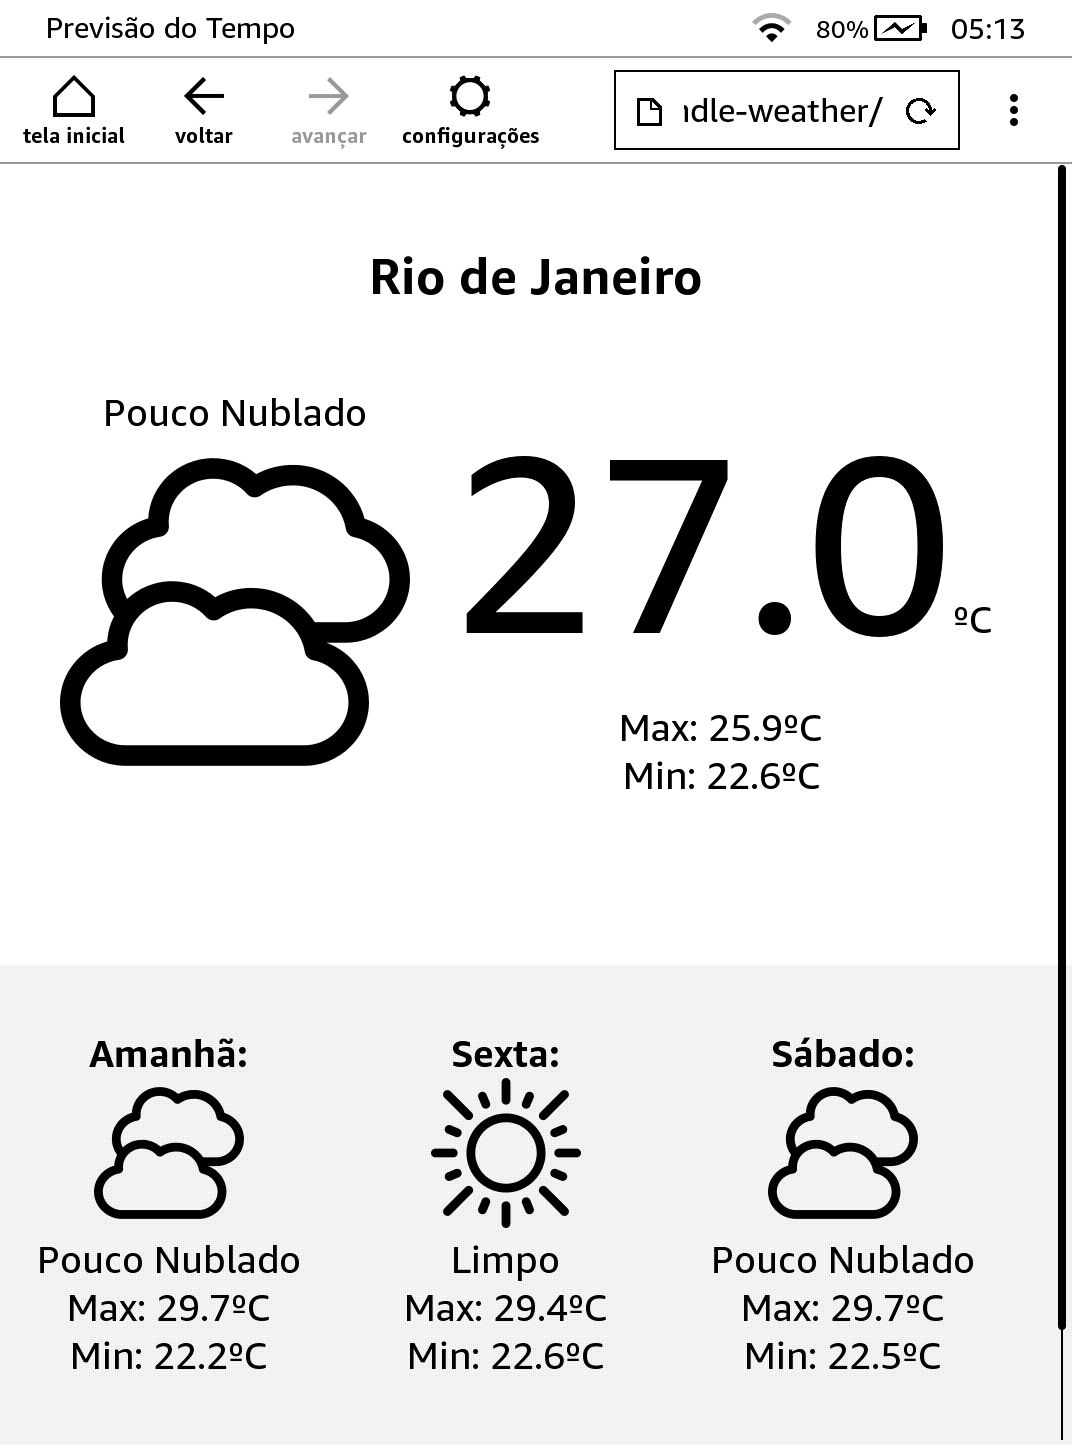 Previsão do Tempo 80% 05:13
tela inicial voltar avançar configurações dle-weather/
Rio de Janeiro
Pouco Nublado
27.0 ºC
Max: 25.9ºC
Min: 22.6ºC
Amanhã: Sexta: Sábado:
Pouco Nublado Limpo Pouco Nublado
Max: 29.7ºC Max: 29.4ºC Max: 29.7ºC
Min: 22.2ºC Min: 22.6ºC Min: 22.5ºC